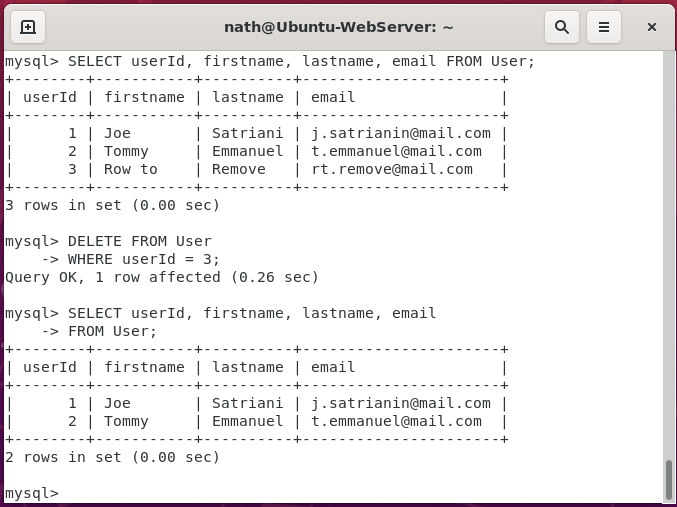 nath@Ubuntu-WebServer: ~
mysql> SELECT userId, firstname, lastname, email FROM User;
+--------+-----------+----------+----------------------+
| userId | firstname | lastname | email                |
+--------+-----------+----------+----------------------+
|      1 | Joe       | Satriani | j.satrianin@mail.com |
|      2 | Tommy     | Emmanuel | t.emmanuel@mail.com  |
|      3 | Row to    | Remove   | rt.remove@mail.com   |
+--------+-----------+----------+----------------------+
3 rows in set (0.00 sec)
mysql> DELETE FROM User
    -> WHERE userId = 3;
Query OK, 1 row affected (0.26 sec)
mysql> SELECT userId, firstname, lastname, email
    -> FROM User;
+--------+-----------+----------+----------------------+
| userId | firstname | lastname | email                |
+--------+-----------+----------+----------------------+
|      1 | Joe       | Satriani | j.satrianin@mail.com |
|      2 | Tommy     | Emmanuel | t.emmanuel@mail.com  |
+--------+-----------+----------+----------------------+
2 rows in set (0.00 sec)
mysql>